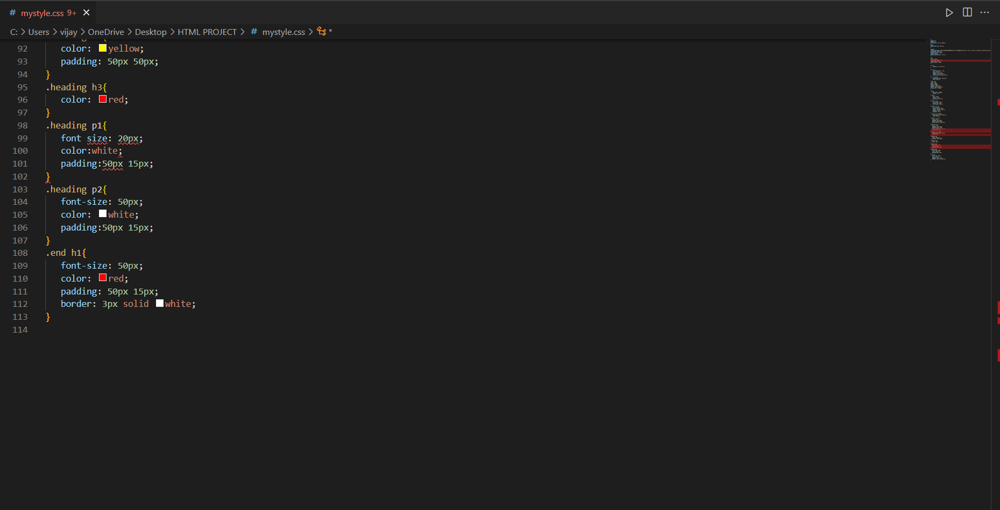 # mystyle.css 9+ ×
C: > Users > vijay > OneDrive > Desktop > HTML PROJECT > # mystyle.css > *
92 color: yellow;
93 padding: 50px 50px;
94 }
95 .heading h3{
96 color: red;
97 }
98 .heading p1{
99 font size: 20px;
100 color:white;
101 padding:50px 15px;
102 }
103 .heading p2{
104 font-size: 50px;
105 color: white;
106 padding:50px 15px;
107 }
108 .end h1{
109 font-size: 50px;
110 color: red;
111 padding: 50px 15px;
112 border: 3px solid white;
113 }
114